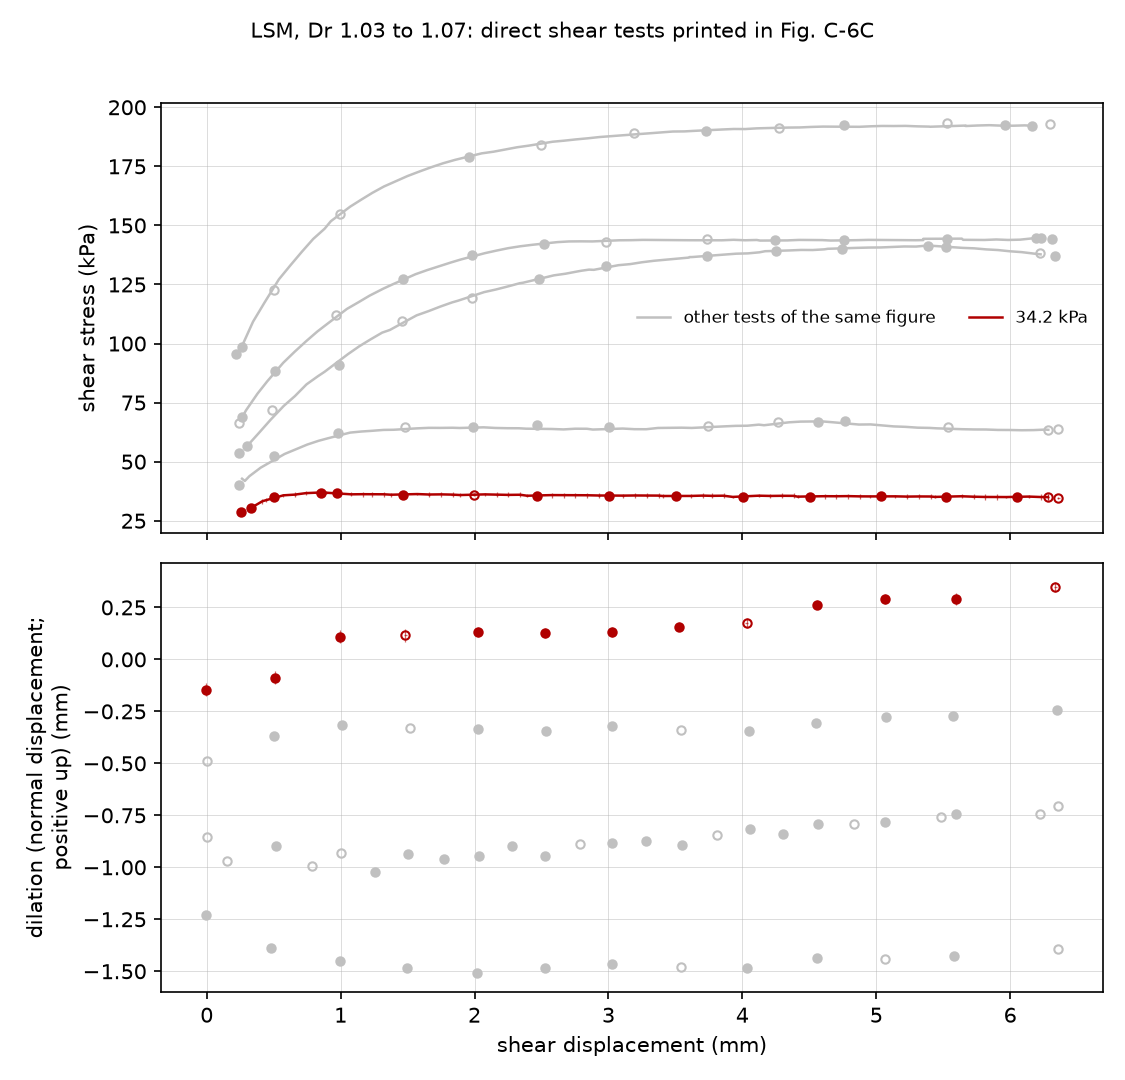 LSM, Dr 1.03 to 1.07: direct shear tests printed in Fig. C-6C
200
175
150
125
100
75
50
25
shear stress (kPa)
other tests of the same figure
34.2 kPa
0.25
0.00
−0.25
−0.50
−0.75
−1.00
−1.25
−1.50
dilation (normal displacement;
positive up) (mm)
0 1 2 3 4 5 6
shear displacement (mm)